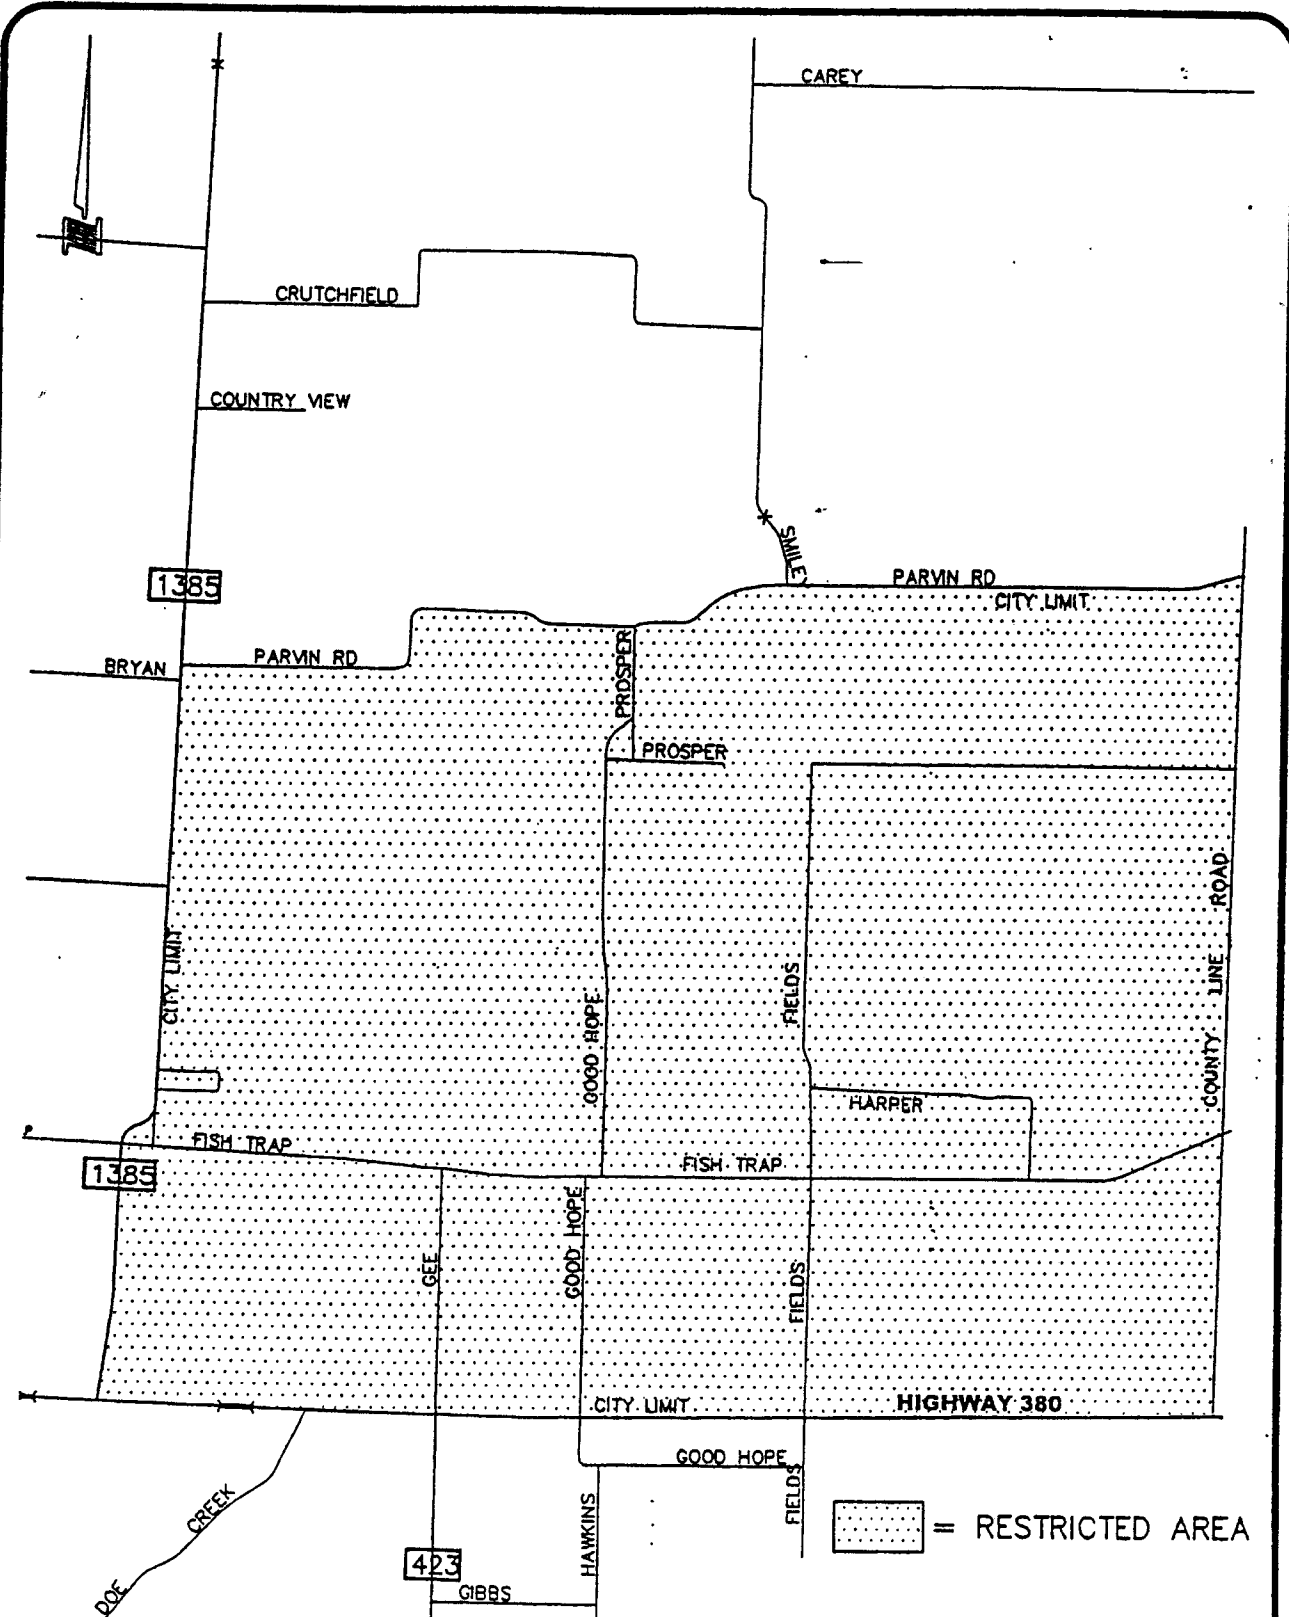 CAREY
CRUTCHFIELD
COUNTRY VIEW
SMILEY
1385
PARVIN RD
CITY LIMIT
BRYAN
PARVIN RD
PROSPER
PROSPER
CITY LIMIT
GOOD HOPE
FIELDS
COUNTY LINE ROAD
HARPER
FISH TRAP
FISH TRAP
1385
GEE
GOOD HOPE
FIELDS
CITY LIMIT
HIGHWAY 380
GOOD HOPE
FIELDS
DOE CREEK
HAWKINS
= RESTRICTED AREA
423
GIBBS